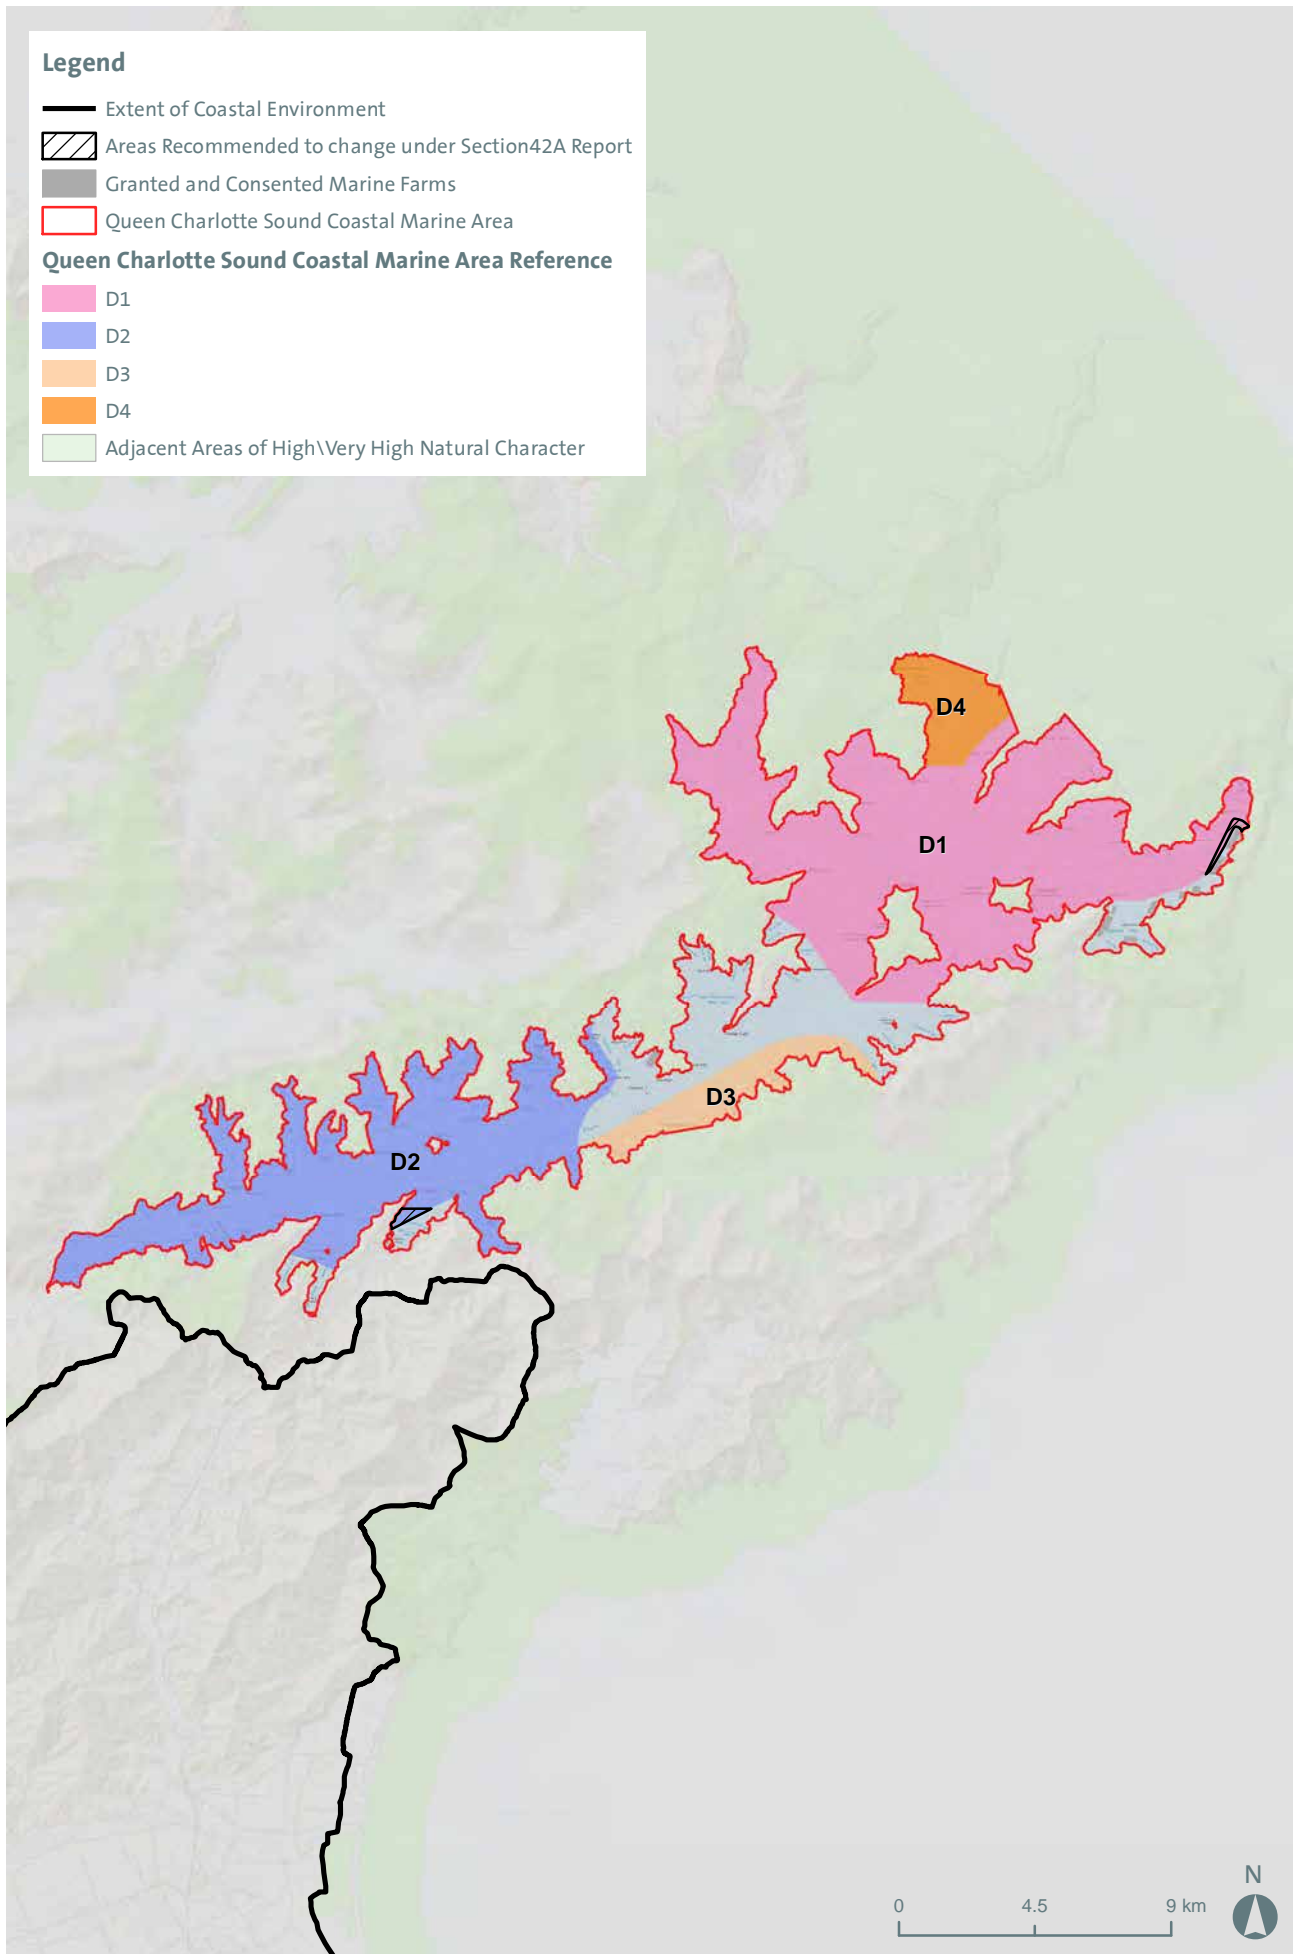 Legend
Extent of Coastal Environment
Areas Recommended to change under Section42A Report
Granted and Consented Marine Farms
Queen Charlotte Sound Coastal Marine Area
Queen Charlotte Sound Coastal Marine Area Reference
D1
D2
D3
D4
Adjacent Areas of High\Very High Natural Character
D4
D1
D3
D2
N
0 4.5 9 km